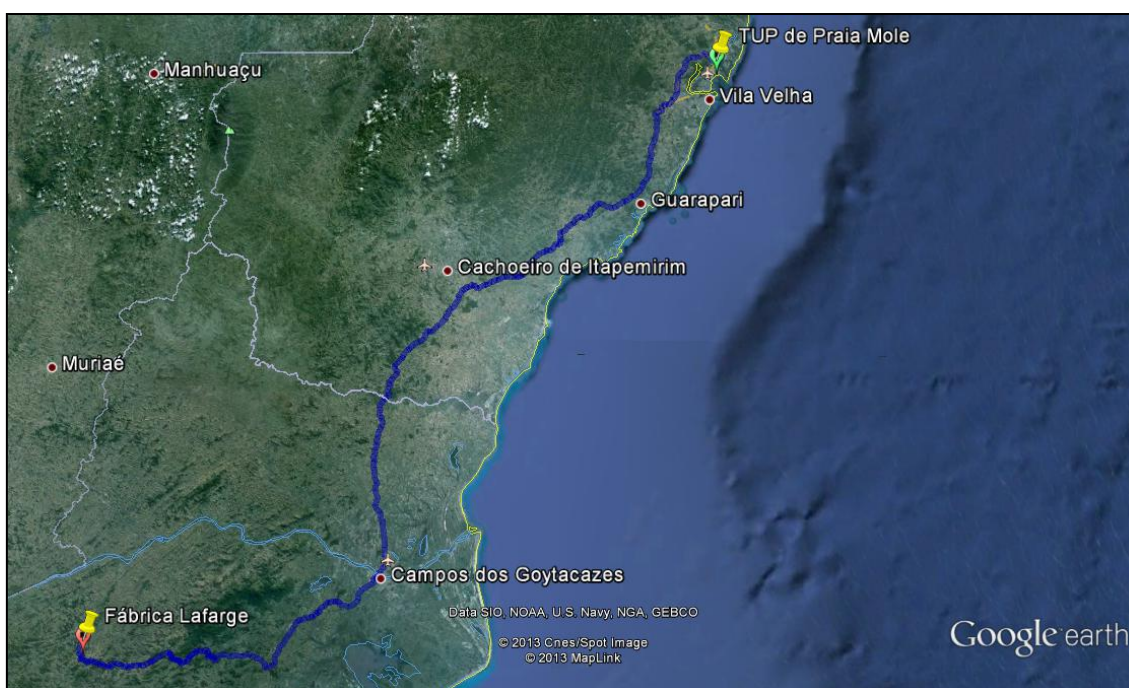 TUP de Praia Mole
Manhuaçu
Vila Velha
Guarapari
Cachoeiro de Itapemirim
Muriaé
Campos dos Goytacazes
Fábrica Lafarge
Data SIO, NOAA, U.S. Navy, NGA, GEBCO
© 2013 Cnes/Spot Image
© 2013 MapLink
Google earth